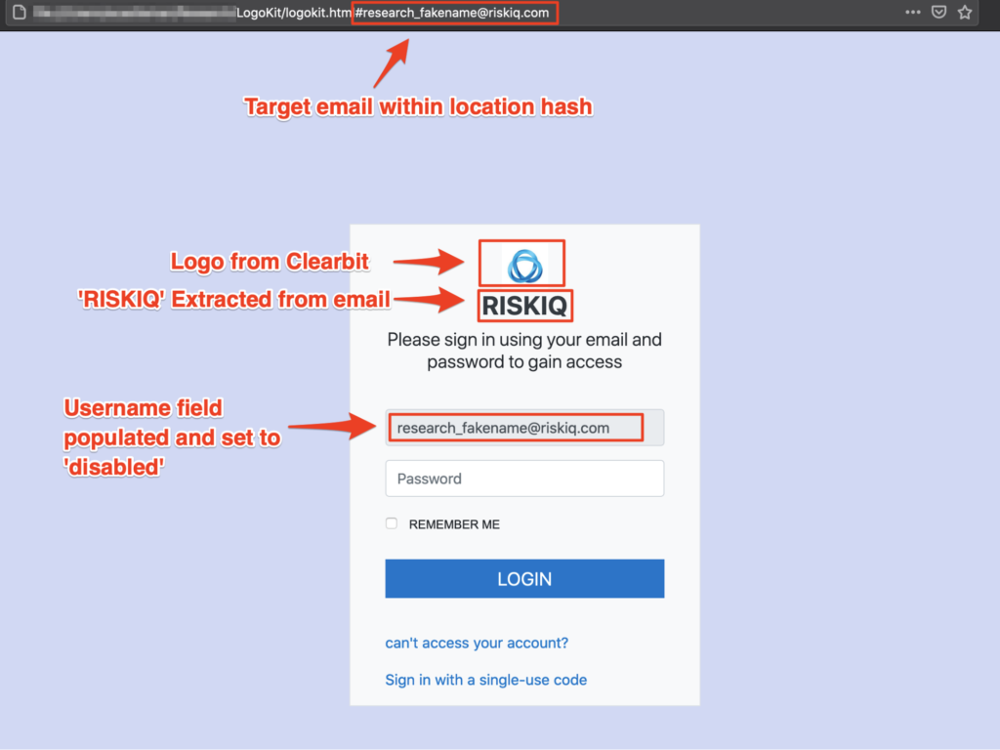 LogoKit/logokit.html#research_fakename@riskiq.com
Target email within location hash
Logo from Clearbit
'RISKIQ' Extracted from email
RISKIQ
Please sign in using your email and
password to gain access
Username field
populated and set to
'disabled'
research_fakename@riskiq.com
Password
REMEMBER ME
LOGIN
can't access your account?
Sign in with a single-use code